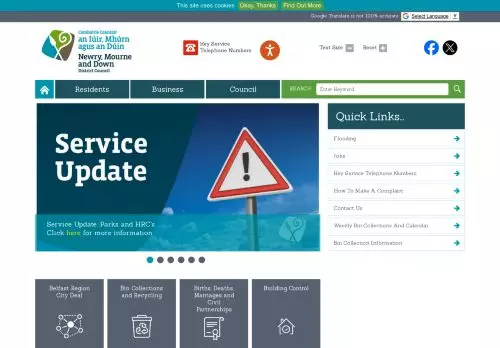 This site uses cookies Okay, Thanks Find Out More
Google Translate is not 100% accurate Select Language ▼
Comhairle Ceantair
an Iúir, Mhúrn
agus an Dúin
Newry, Mourne
and Down
District Council
Key Service
Telephone Numbers
Text Size
Reset
Residents Business Council
SEARCH Enter Keyword
Service
Update
Service Update: Parks and HRC's
Click here for more information
Quick Links..
Flooding
Jobs
Key Service Telephone Numbers
How To Make A Complaint
Contact Us
Weekly Bin Collections And Calendar
Bin Collection Information
Belfast Region
City Deal
Bin Collections
and Recycling
Births, Deaths,
Marriages and
Civil
Partnerships
Building Control